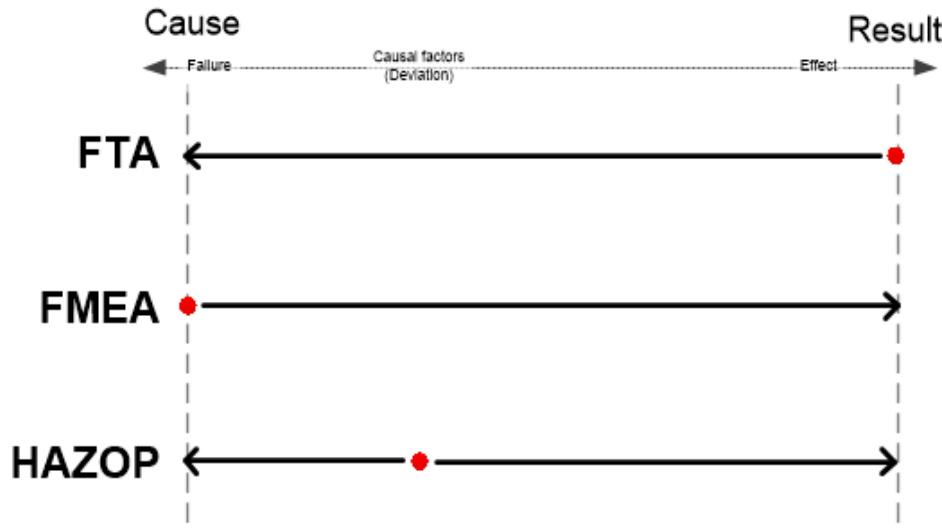 Cause
Result
Failure
Causal factors
(Deviation)
Effect
FTA
FMEA
HAZOP